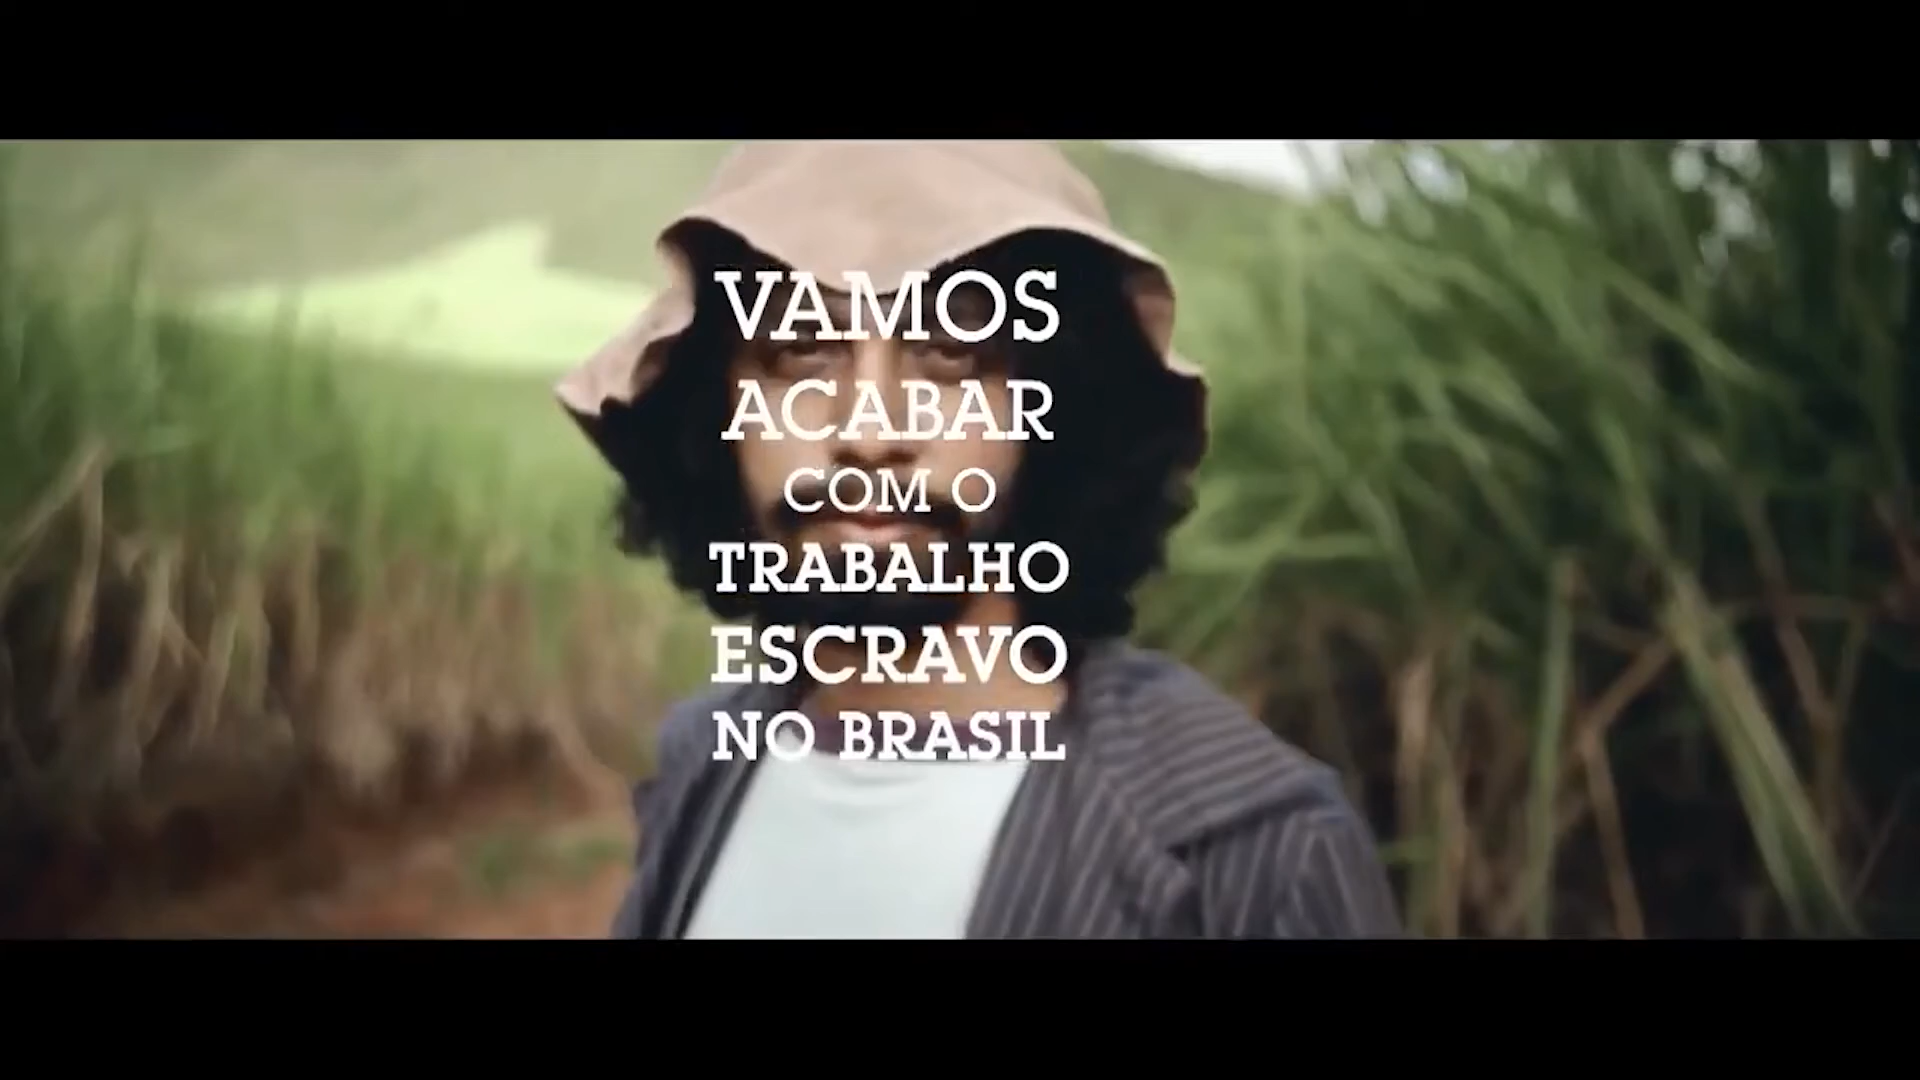 VAMOS
ACABAR
COM O
TRABALHO
ESCRAVO
NO BRASIL